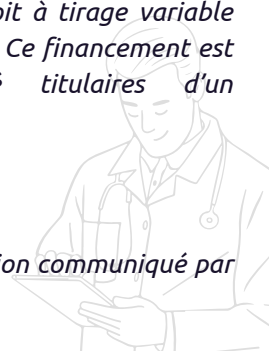 oit à tirage variable
Ce financement est
titulaires d'un
ion communiqué par